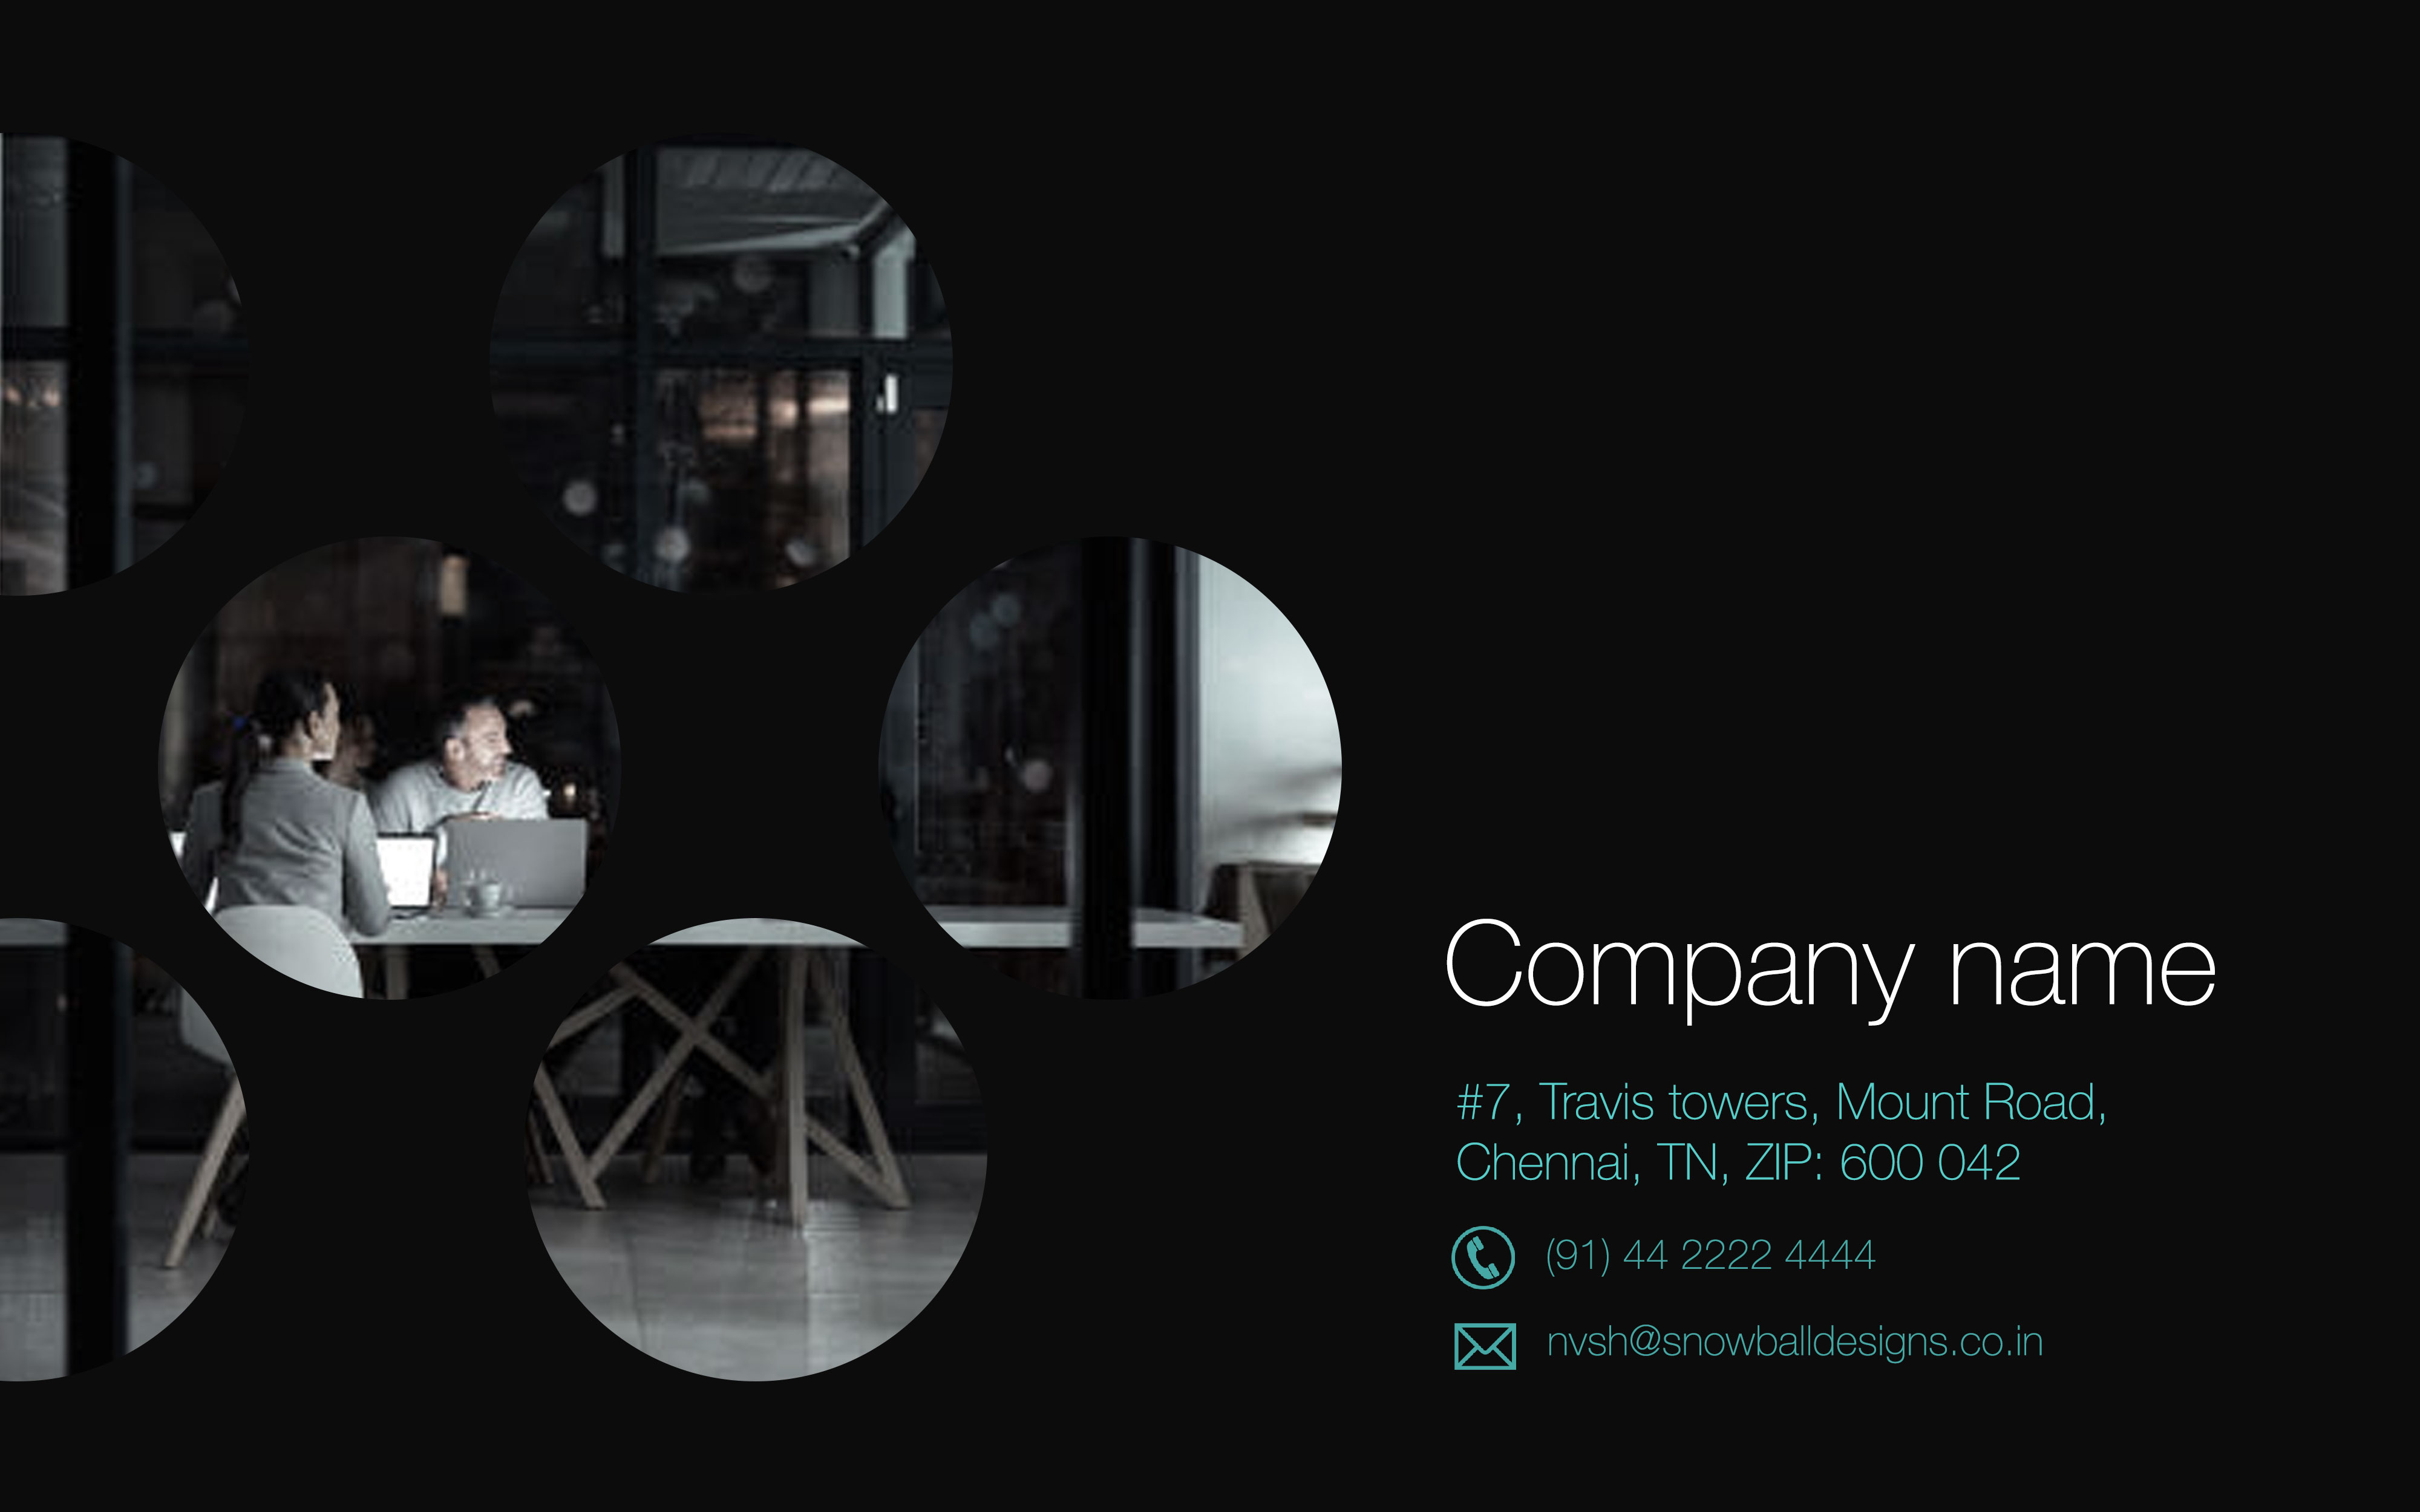 Company name
#7, Travis towers, Mount Road,
Chennai, TN, ZIP: 600 042
(91) 44 2222 4444
nvsh@snowballdesigns.co.in